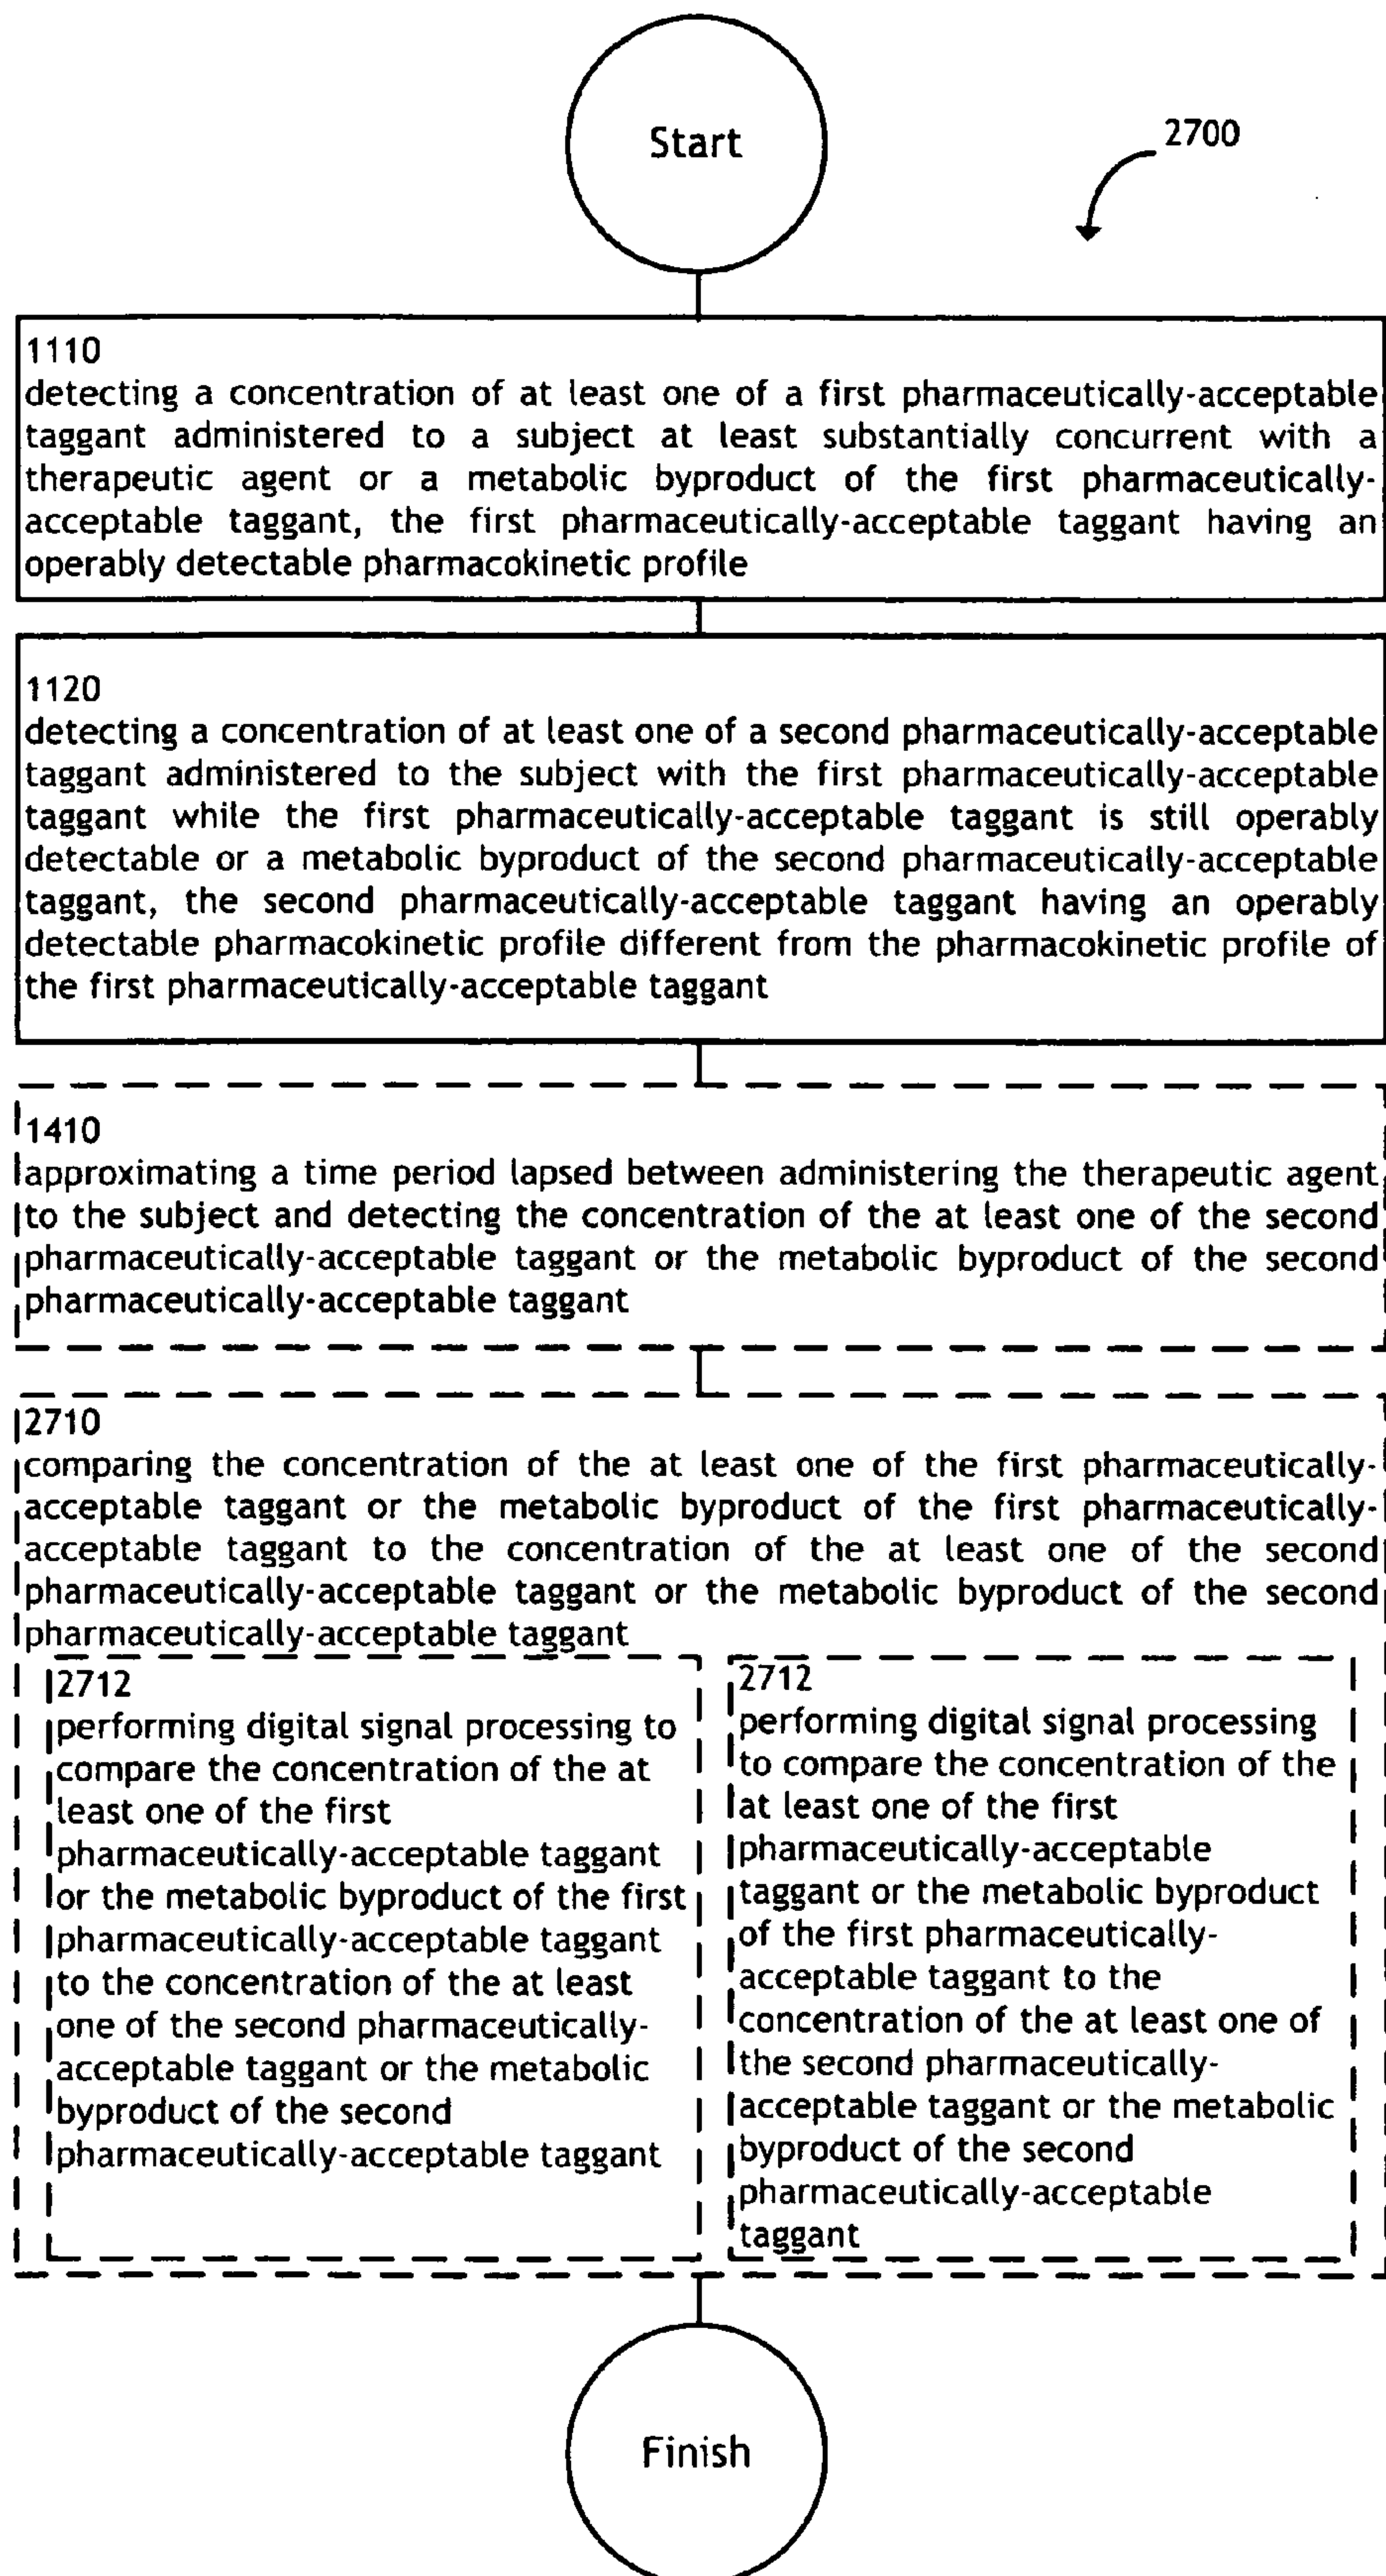 Start
2700
1110
detecting a concentration of at least one of a first pharmaceutically-acceptable
taggant administered to a subject at least substantially concurrent with a
therapeutic agent or a metabolic byproduct of the first pharmaceutically-
acceptable taggant, the first pharmaceutically-acceptable taggant having an
operably detectable pharmacokinetic profile
1120
detecting a concentration of at least one of a second pharmaceutically-acceptable
taggant administered to the subject with the first pharmaceutically-acceptable
taggant while the first pharmaceutically-acceptable taggant is still operably
detectable or a metabolic byproduct of the second pharmaceutically-acceptable
taggant, the second pharmaceutically-acceptable taggant having an operably
detectable pharmacokinetic profile different from the pharmacokinetic profile of
the first pharmaceutically-acceptable taggant
1410
approximating a time period lapsed between administering the therapeutic agent
to the subject and detecting the concentration of the at least one of the second
pharmaceutically-acceptable taggant or the metabolic byproduct of the second
pharmaceutically-acceptable taggant
2710
comparing the concentration of the at least one of the first pharmaceutically-
acceptable taggant or the metabolic byproduct of the first pharmaceutically-
acceptable taggant to the concentration of the at least one of the second
pharmaceutically-acceptable taggant or the metabolic byproduct of the second
pharmaceutically-acceptable taggant
2712
performing digital signal processing to
compare the concentration of the at
least one of the first
pharmaceutically-acceptable taggant
or the metabolic byproduct of the first
pharmaceutically-acceptable taggant
to the concentration of the at least
one of the second pharmaceutically-
acceptable taggant or the metabolic
byproduct of the second
pharmaceutically-acceptable taggant
2712
performing digital signal processing
to compare the concentration of the
at least one of the first
pharmaceutically-acceptable
taggant or the metabolic byproduct
of the first pharmaceutically-
acceptable taggant to the
concentration of the at least one of
the second pharmaceutically-
acceptable taggant or the metabolic
byproduct of the second
pharmaceutically-acceptable
taggant
Finish